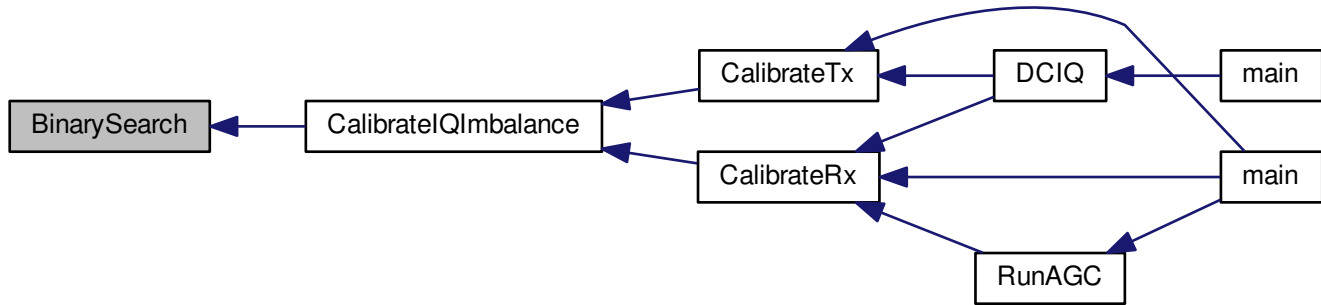 BinarySearch
CalibrateIQImbalance
CalibrateTx
CalibrateRx
DCIQ
RunAGC
main
main